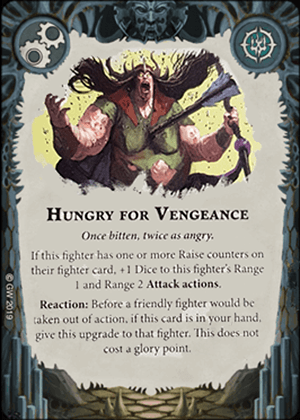 HUNGRY FOR VENGEANCE
Once bitten, twice as angry.
If this fighter has one or more Raise counters on
their fighter card, +1 Dice to this fighter's Range
1 and Range 2 Attack actions.
Reaction: Before a friendly fighter would be
taken out of action, if this card is in your hand,
give this upgrade to that fighter. This does not
cost a glory point.
© GW 2019